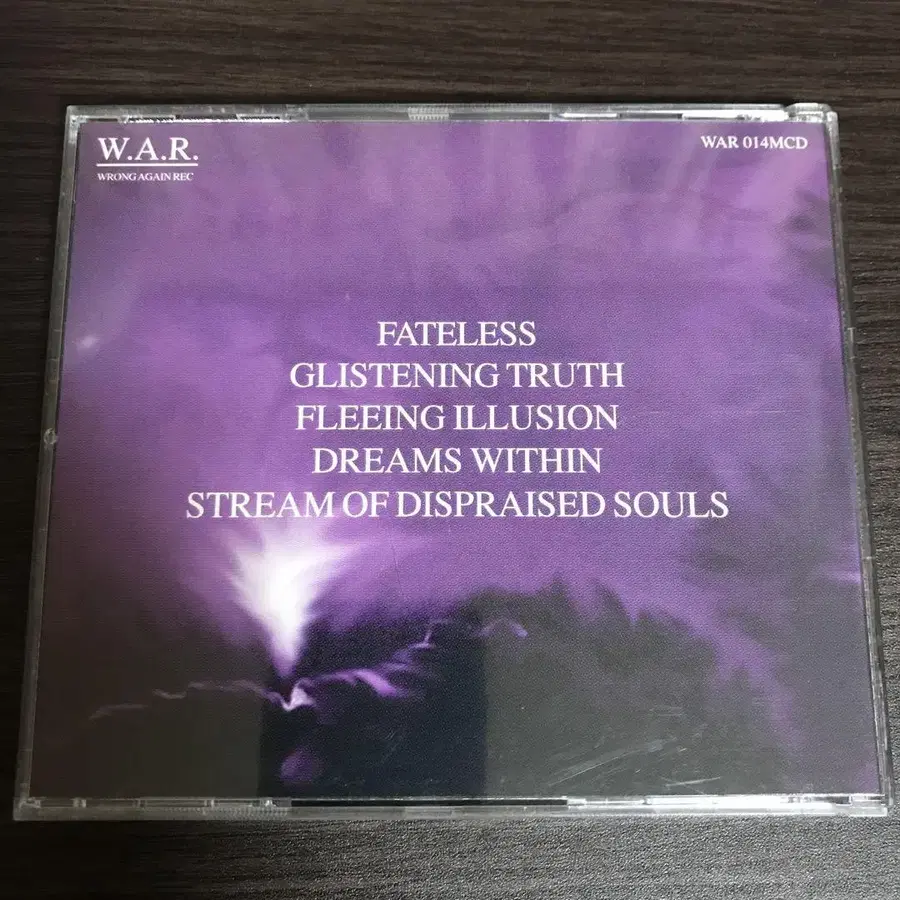 W.A.R.
WRONG AGAIN REC
WAR 014MCD
FATELESS
GLISTENING TRUTH
FLEEING ILLUSION
DREAMS WITHIN
STREAM OF DISPRAISED SOULS